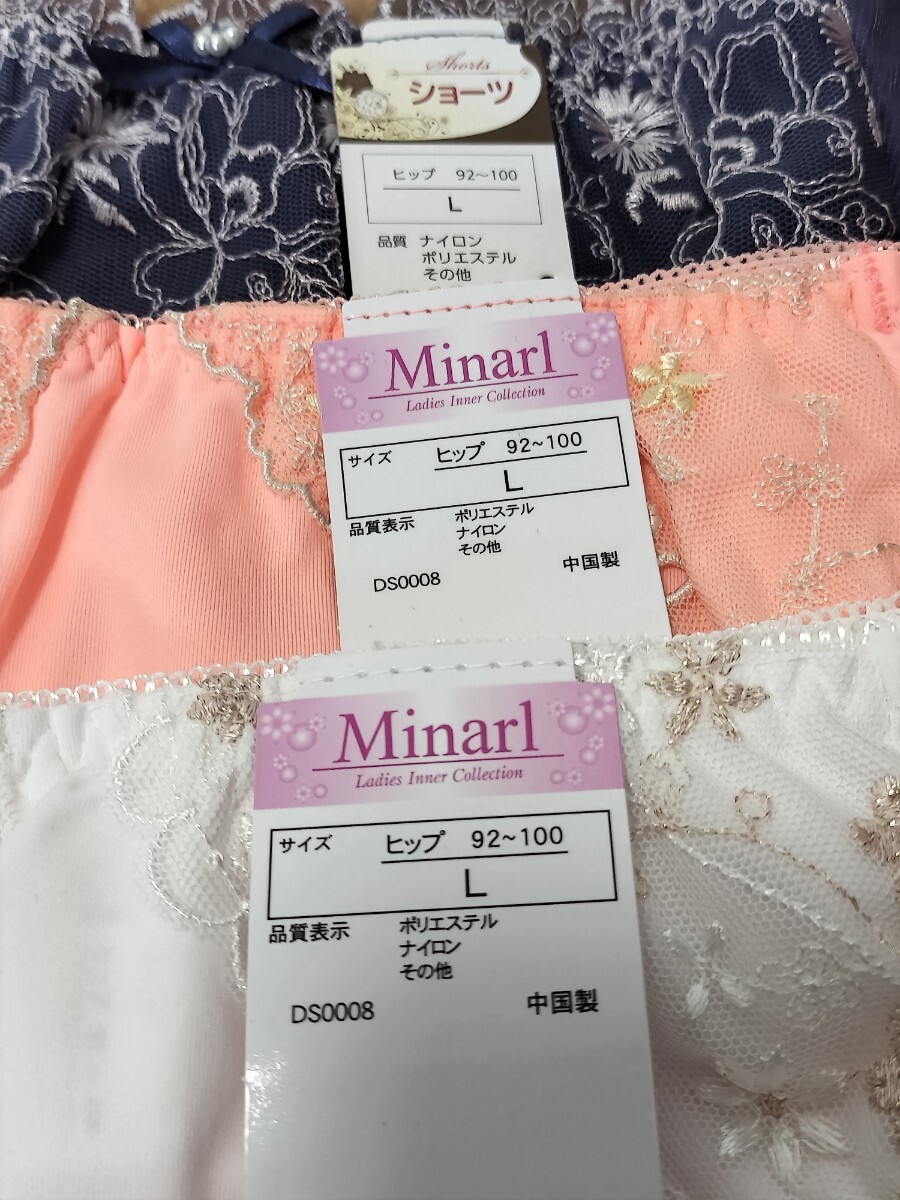 Shorts
ショーツ
ヒップ 92~100
L
品質 ナイロン
ポリエステル
その他
Minarl
Ladies Inner Collection
サイズ ヒップ 92~100
L
品質表示 ポリエステル
ナイロン
その他
DS0008 中国製
Minarl
Ladies Inner Collection
サイズ ヒップ 92~100
L
品質表示 ポリエステル
ナイロン
その他
DS0008 中国製